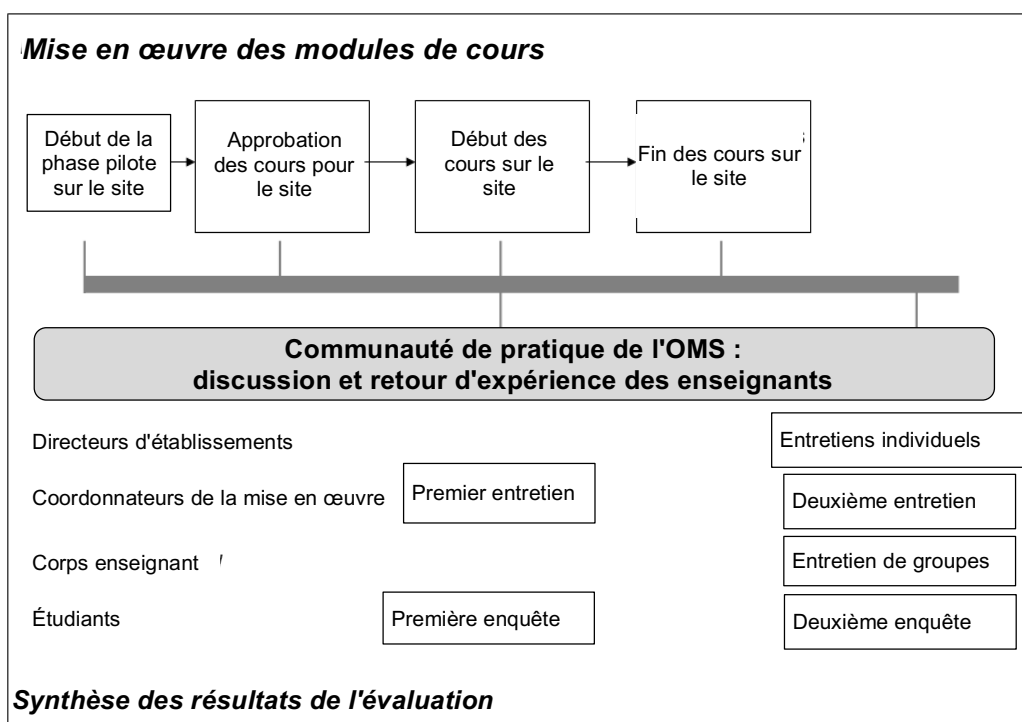 Mise en œuvre des modules de cours
Début de la
phase pilote
sur le site
Approbation
des cours pour
le site
Début des
cours sur le
site
Fin des cours sur
le site
Communauté de pratique de l'OMS :
discussion et retour d'expérience des enseignants
Directeurs d'établissements
Entretiens individuels
Coordonnateurs de la mise en œuvre
Premier entretien
Deuxième entretien
Corps enseignant
Entretien de groupes
Étudiants
Première enquête
Deuxième enquête
Synthèse des résultats de l'évaluation